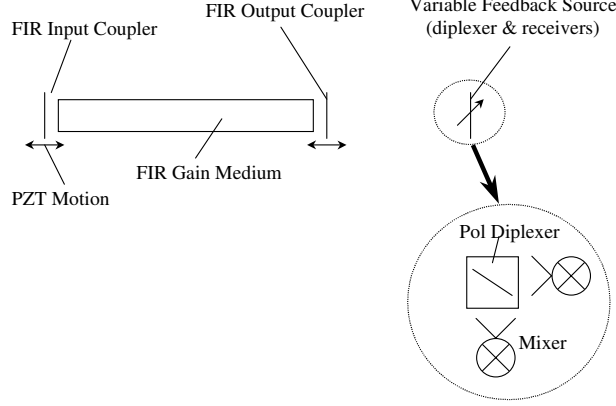 FIR Input Coupler
FIR Output Coupler
Variable Feedback Source
(diplexer & receivers)
FIR Gain Medium
PZT Motion
Pol Diplexer
Mixer